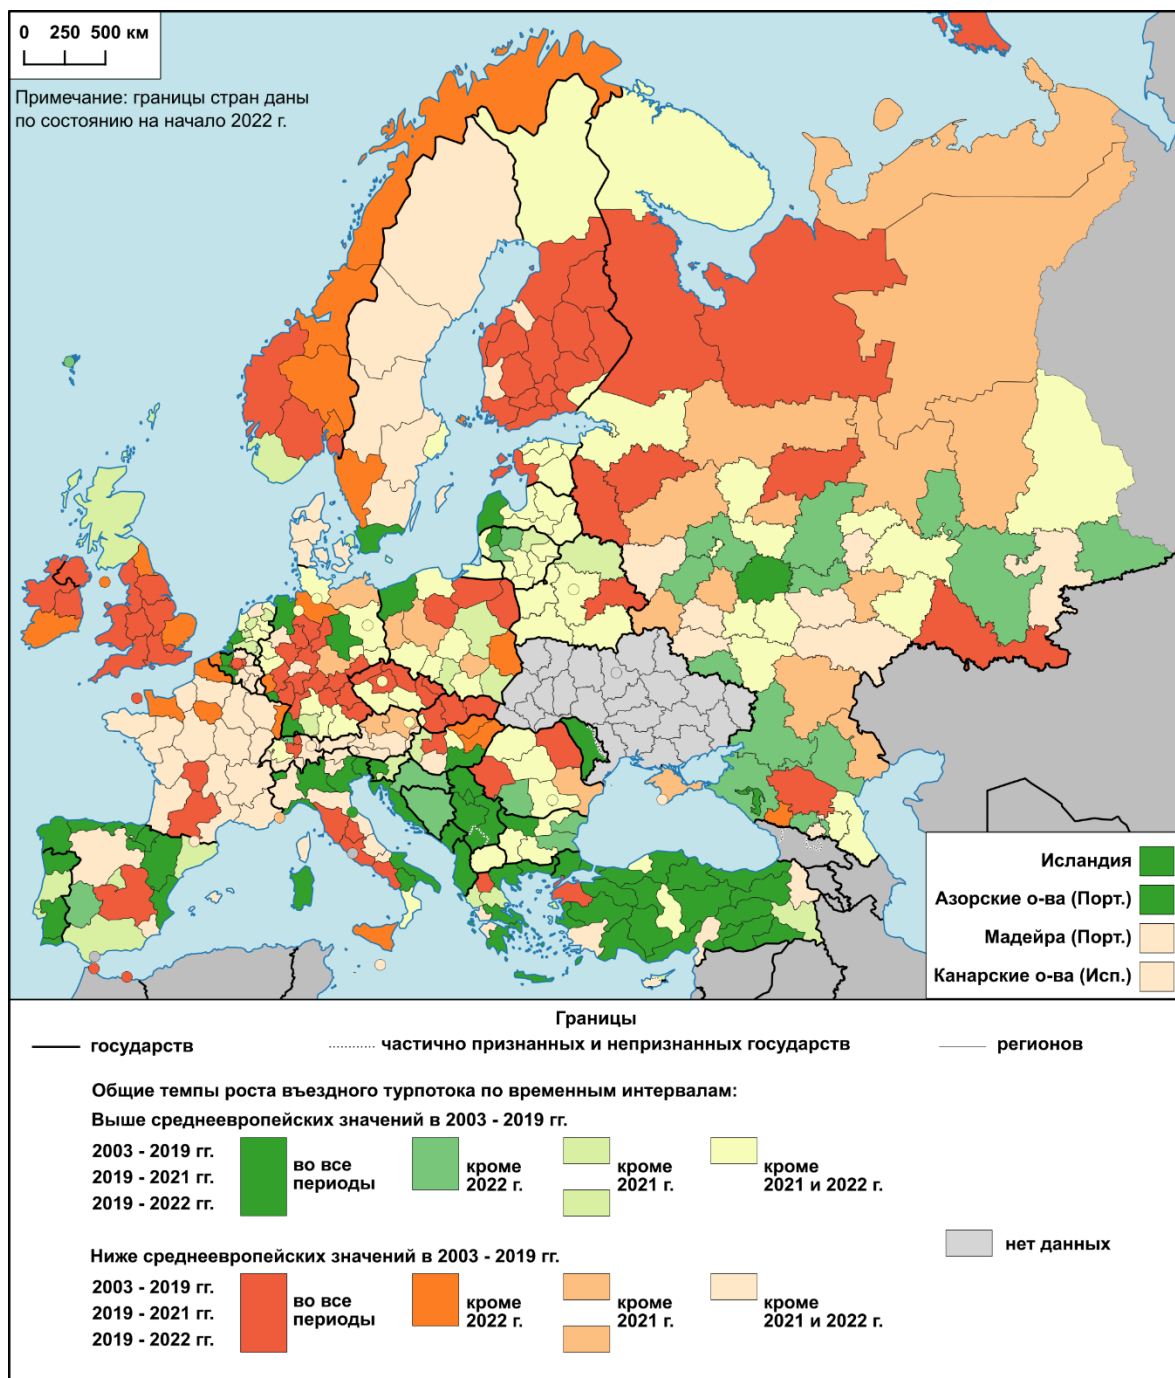 0 250 500 км
Примечание: границы стран даны
по состоянию на начало 2022 г.
Исландия
Азорские о-ва (Порт.)
Мадейра (Порт.)
Канарские о-ва (Исп.)
Границы
государств
частично признанных и непризнанных государств
регионов
Общие темпы роста въездного турпотока по временным интервалам:
Выше среднеевропейских значений в 2003 - 2019 гг.
2003 - 2019 гг.
2019 - 2021 гг.
2019 - 2022 гг.
во все
периоды
кроме
2022 г.
кроме
2021 г.
кроме
2021 и 2022 г.
нет данных
Ниже среднеевропейских значений в 2003 - 2019 гг.
2003 - 2019 гг.
2019 - 2021 гг.
2019 - 2022 гг.
во все
периоды
кроме
2022 г.
кроме
2021 г.
кроме
2021 и 2022 г.